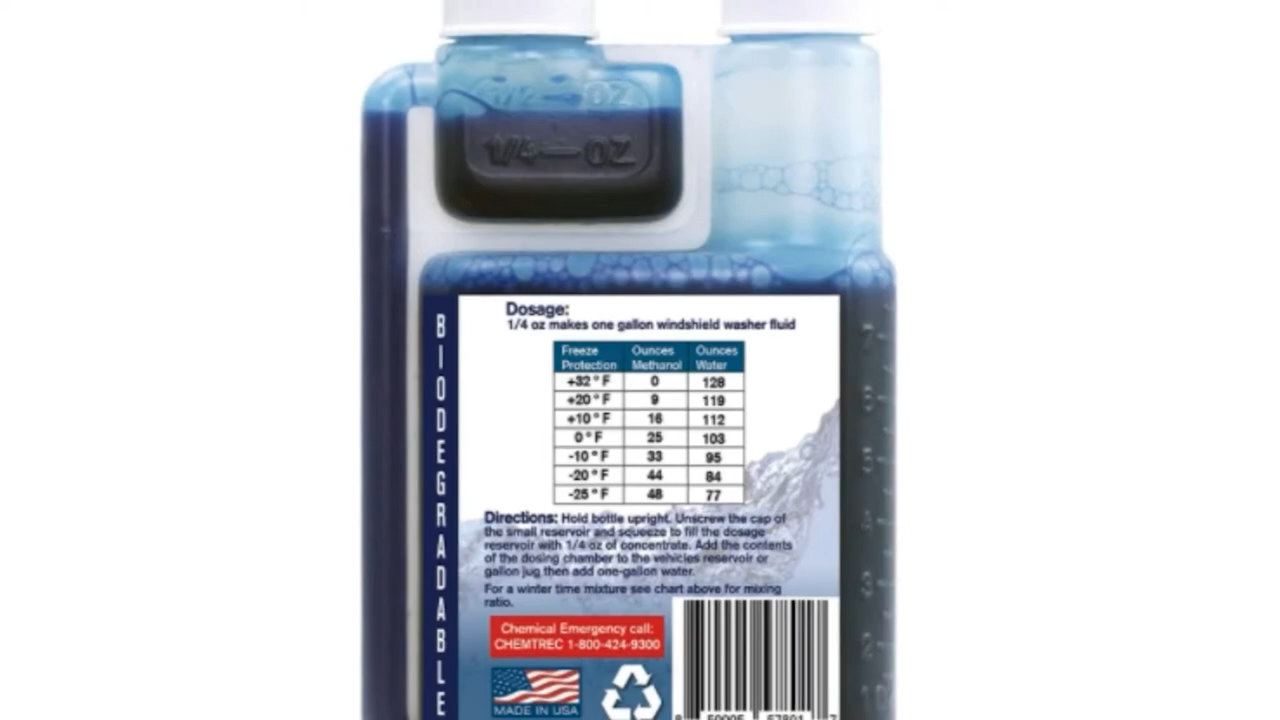 1/2 OZ
1/4 — OZ
BIODEGRADABLE
Dosage:
1/4 oz makes one gallon windshield washer fluid
Freeze Protection Ounces Methanol Ounces Water
+32° F 0 128
+20° F 9 119
+10° F 16 112
0° F 25 103
-10° F 33 95
-20° F 44 84
-25° F 48 77
Directions: Hold bottle upright. Unscrew the cap of
the small reservoir and squeeze to fill the dosage
reservoir with 1/4 oz of concentrate. Add the contents
of the dosing chamber to the vehicles reservoir or
gallon jug then add one-gallon water.
For a winter time mixture see chart above for mixing
ratio.
Chemical Emergency call:
CHEMTREC 1-800-424-9300
MADE IN USA